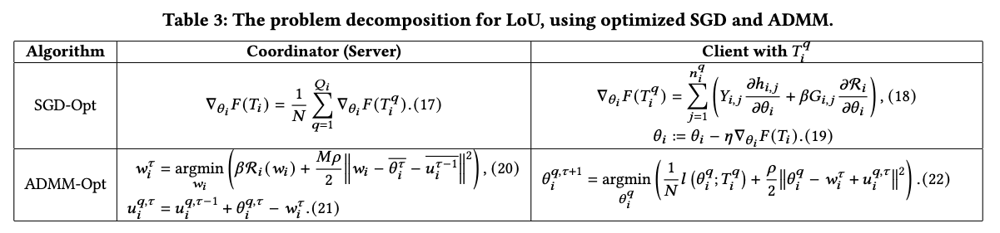 Table 3: The problem decomposition for LoU, using optimized SGD and ADMM.
Algorithm Coordinator (Server) Client with $T_i^q$
SGD-Opt $\nabla_{\theta_i} F(T_i) = \frac{1}{N} \sum_{q=1}^{Q_i} \nabla_{\theta_i} F(T_i^q).(17)$ $\nabla_{\theta_i} F(T_i^q) = \sum_{j=1}^{n_i^q} \left( Y_{i,j} \frac{\partial h_{i,j}}{\partial \theta_i} + \beta G_{i,j} \frac{\partial \mathcal{R}_i}{\partial \theta_i} \right), (18)$
$\theta_i := \theta_i - \eta \nabla_{\theta_i} F(T_i).(19)$
ADMM-Opt $w_i^\tau = \underset{w_i}{\operatorname{argmin}} \left( \beta \mathcal{R}_i(w_i) + \frac{M\rho}{2} \left\| w_i - \overline{\theta_i^\tau} - \overline{u_i^{\tau-1}} \right\|^2 \right), (20)$
$u_i^{q,\tau} = u_i^{q,\tau-1} + \theta_i^{q,\tau} - w_i^\tau.(21)$
$\theta_i^{q,\tau+1} = \underset{\theta_i^q}{\operatorname{argmin}} \left( \frac{1}{N} l\left(\theta_i^q; T_i^q\right) + \frac{\rho}{2} \left\| \theta_i^q - w_i^\tau + u_i^{q,\tau} \right\|^2 \right).(22)$